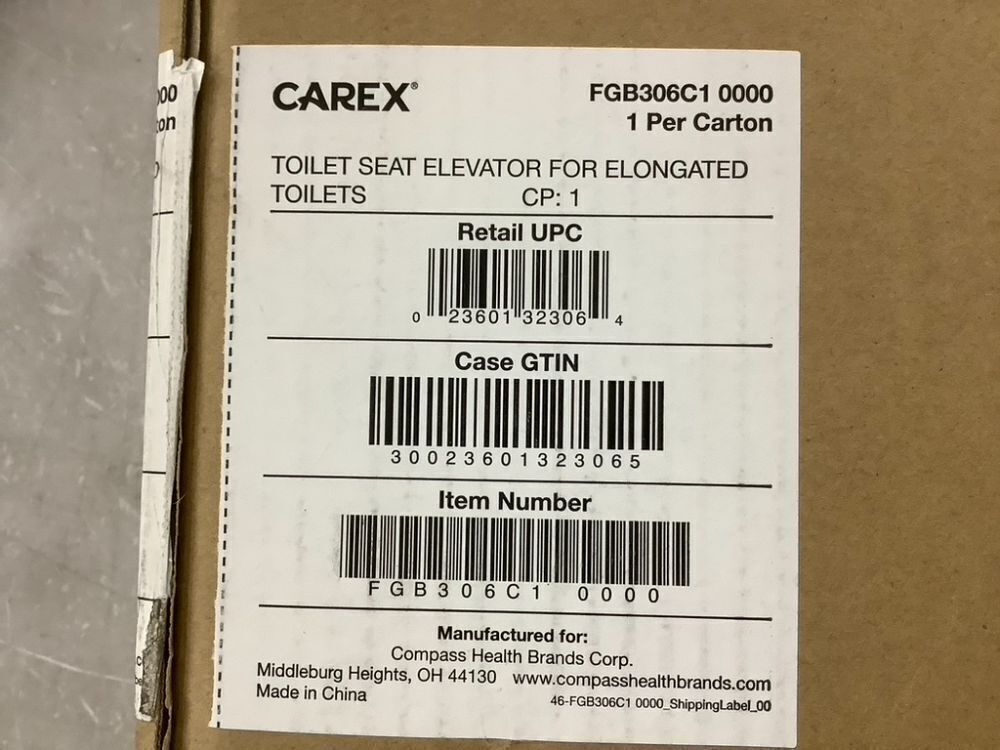 CAREX®
FGB306C1 0000
1 Per Carton
TOILET SEAT ELEVATOR FOR ELONGATED
TOILETS CP: 1
Retail UPC
0 23601 32306 4
Case GTIN
30023601323065
Item Number
FGB306C1 0000
Manufactured for:
Compass Health Brands Corp.
Middleburg Heights, OH 44130 www.compasshealthbrands.com
Made in China
46-FGB306C1 0000_ShippingLabel_00